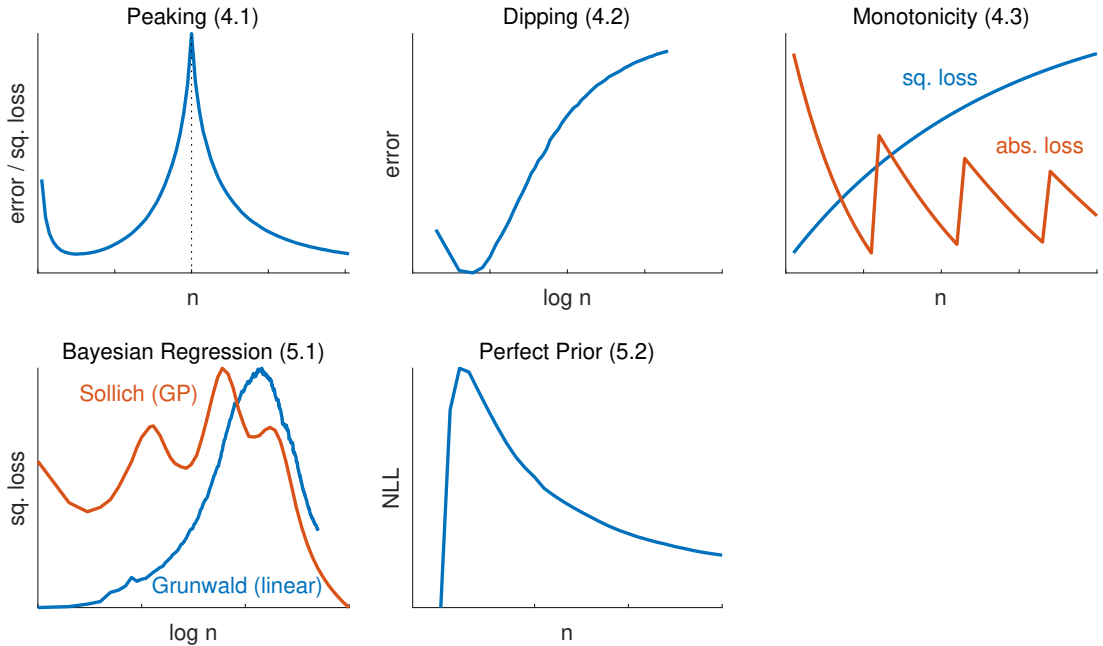 Peaking (4.1)
error / sq. loss
n
Dipping (4.2)
error
log n
Monotonicity (4.3)
sq. loss
abs. loss
n
Bayesian Regression (5.1)
Sollich (GP)
sq. loss
Grunwald (linear)
log n
Perfect Prior (5.2)
NLL
n